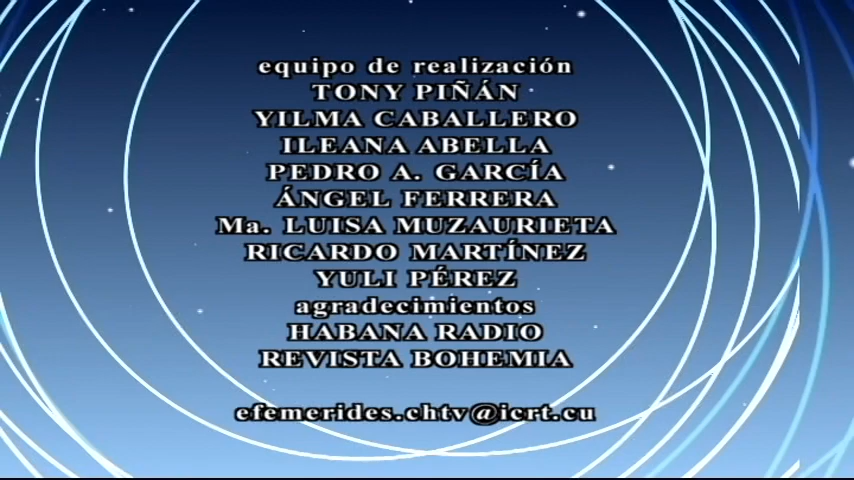 equipo de realización
TONY PIÑÁN
YILMA CABALLERO
ILEANA ABELLA
PEDRO A. GARCÍA
ÁNGEL FERRERA
Ma. LUISA MUZAURIETA
RICARDO MARTÍNEZ
YULI PÉREZ
agradecimientos
HABANA RADIO
REVISTA BOHEMIA
efemerides.chtv@icrt.cu